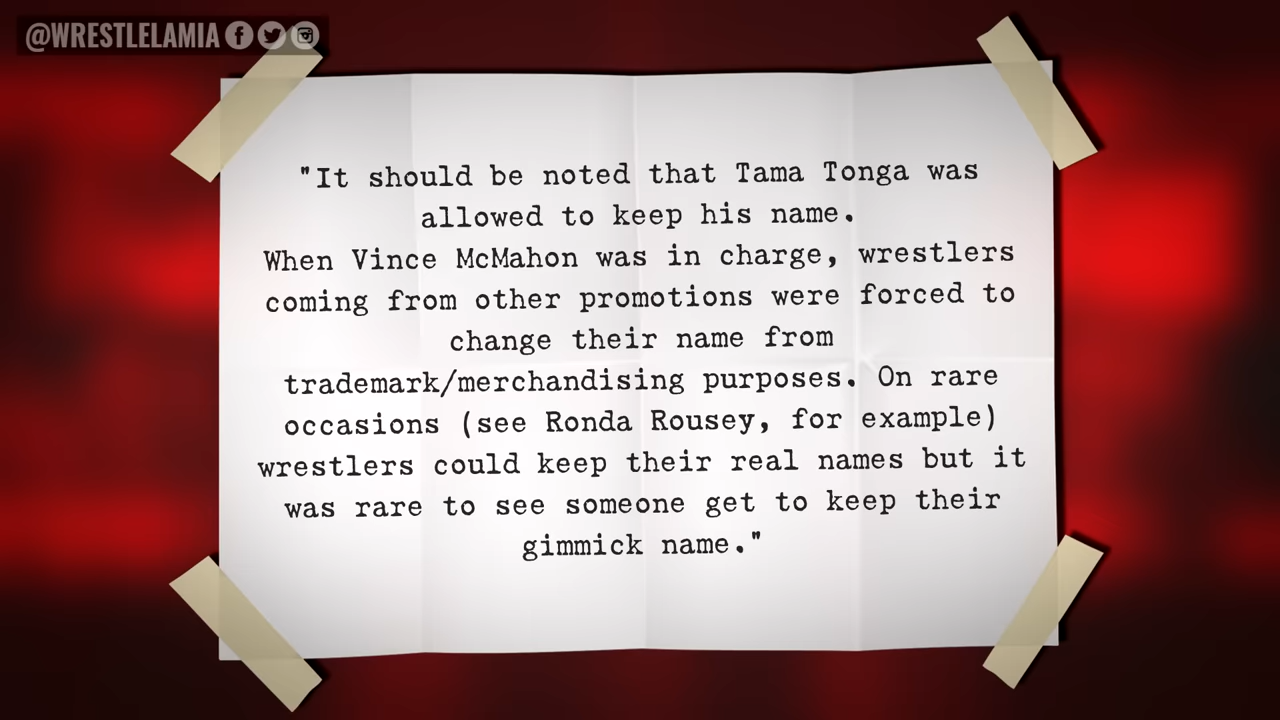 @WRESTLELAMIA
"It should be noted that Tama Tonga was
allowed to keep his name.
When Vince McMahon was in charge, wrestlers
coming from other promotions were forced to
change their name from
trademark/merchandising purposes. On rare
occasions (see Ronda Rousey, for example)
wrestlers could keep their real names but it
was rare to see someone get to keep their
gimmick name."